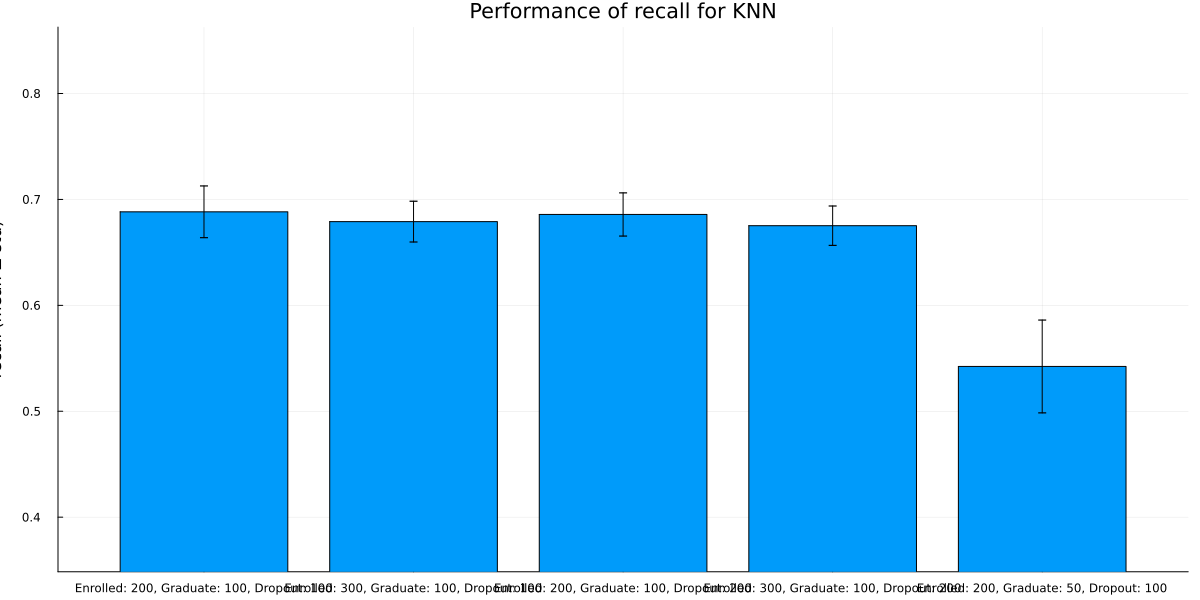 Performance of recall for KNN
0.8
0.7
0.6
0.5
0.4
Enrolled: 200, Graduate: 100, Dropout: 100
Enrolled: 300, Graduate: 100, Dropout: 100
Enrolled: 200, Graduate: 100, Dropout: 200
Enrolled: 300, Graduate: 100, Dropout: 200
Enrolled: 200, Graduate: 50, Dropout: 100